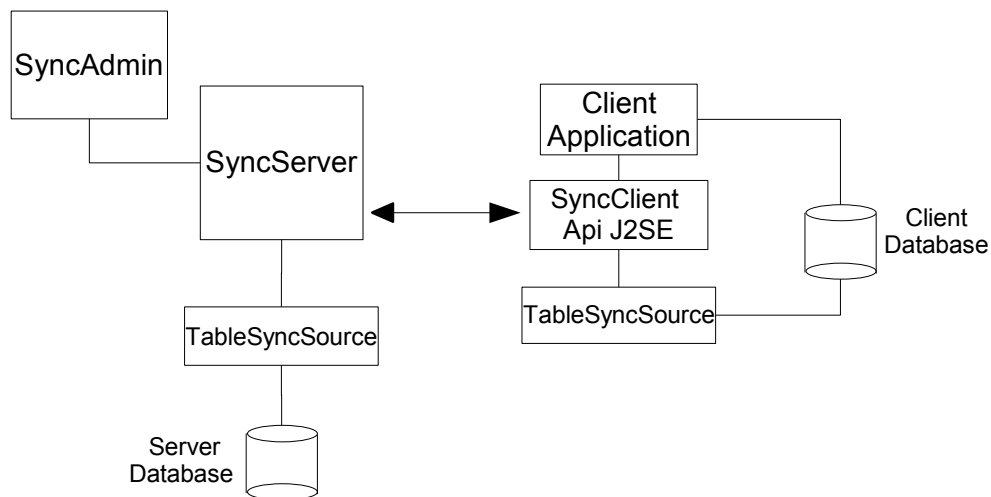 SyncAdmin
SyncServer
TableSyncSource
Server
Database
Client
Application
SyncClient
Api J2SE
TableSyncSource
Client
Database